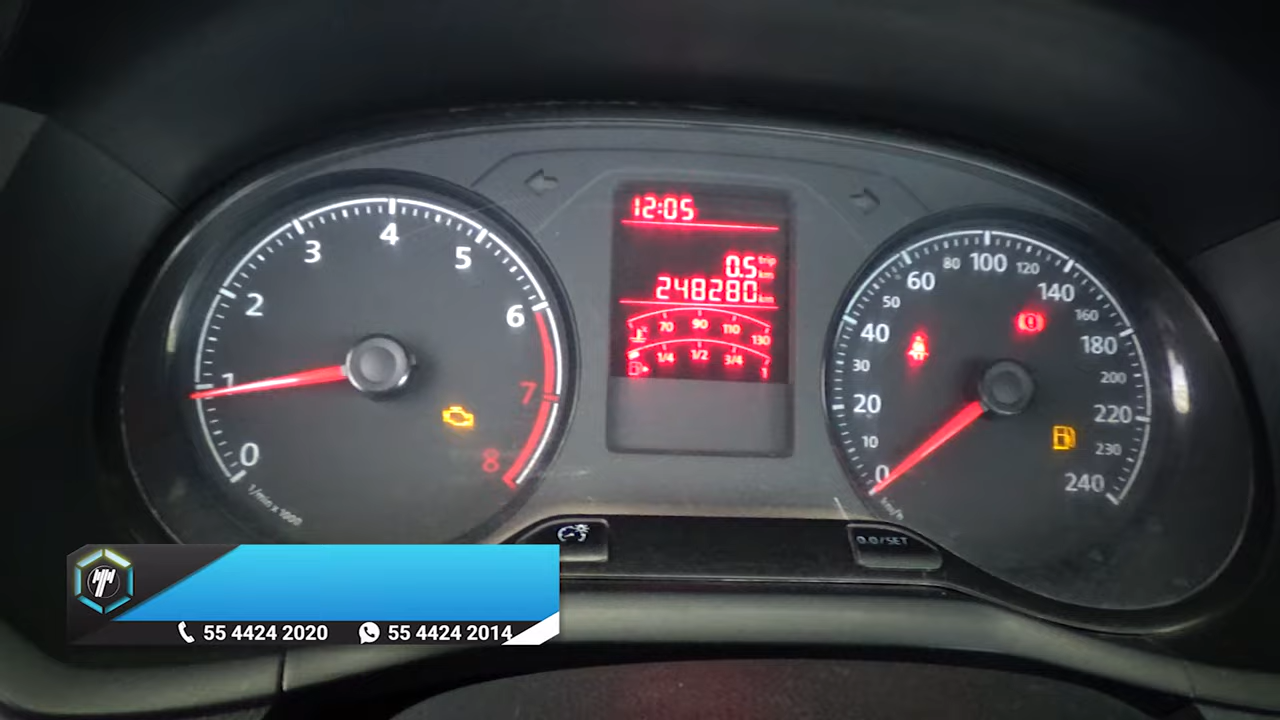 12:05
0.5 trip km
248280 km
70 90 110 130
1/4 1/2 3/4 1
0 1 2 3 4 5 6 7 8
1/min x 1000
0 10 20 30 40 50 60 80 100 120 140 160 180 200 220 230 240
km/h
0.0/SET
55 4424 2020 55 4424 2014